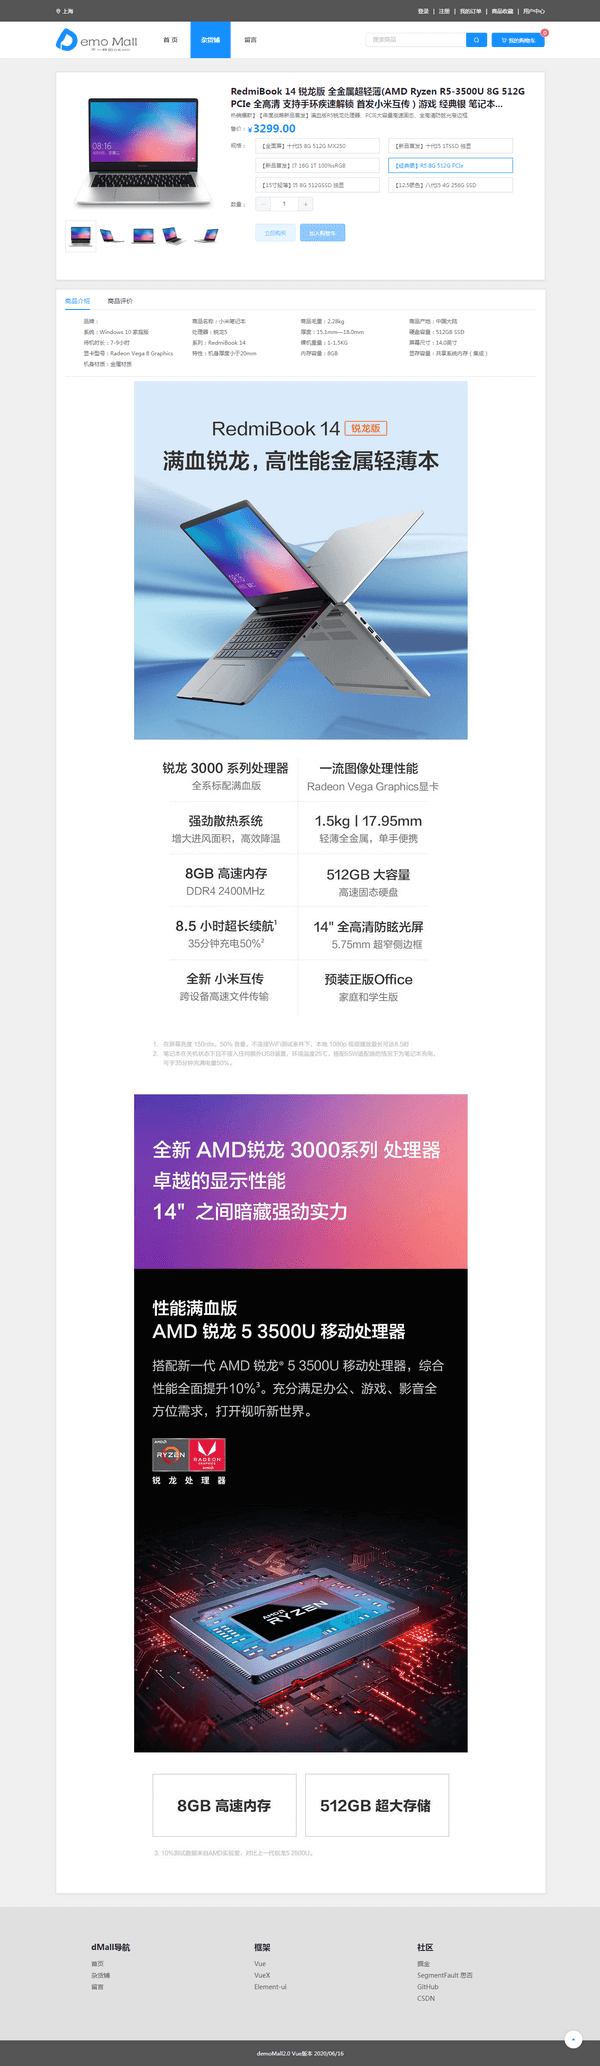 上海
登录 | 注册 | 我的订单 | 商品收藏 | 用户中心
emo Mall
首 页
杂货铺
留言
搜索商品
我的购物车
0
RedmiBook 14 锐龙版 全金属超轻薄(AMD Ryzen R5-3500U 8G 512G
PCIe 全高清 支持手环疾速解锁 首发小米互传 ) 游戏 经典银 笔记本...
售价: ¥3299.00
规格:
【全面屏】十代I5 8G 512G MX250
【新品首发】十代I5 1TSSD 独显
【新品首发】I7 16G 1T 100%sRGB
【经典银】R5 8G 512G PCIe
【15寸轻薄】I5 8G 512GSSD 独显
【12.5银色】八代I5 4G 256G SSD
数量:
1
立即购买
加入购物车
08:16
商品介绍
商品评价
品牌:
商品名称: 小米笔记本
商品毛重: 2.28kg
商品产地: 中国大陆
系统: Windows 10 家庭版
处理器: 锐龙5
厚度: 15.1mm—18.0mm
硬盘容量: 512GB SSD
待机时长: 7-9小时
系列: RedmiBook 14
裸机重量: 1-1.5KG
屏幕尺寸: 14.0英寸
显卡型号: Radeon Vega 8 Graphics
特性: 机身厚度小于20mm
内存容量: 8GB
显存容量: 共享系统内存(集成)
机身材质: 金属材质
RedmiBook 14 锐龙版
满血锐龙, 高性能金属轻薄本
锐龙 3000 系列处理器
全系标配满血版
一流图像处理性能
Radeon Vega Graphics显卡
强劲散热系统
增大进风面积, 高效降温
1.5kg | 17.95mm
轻薄全金属, 单手便携
8GB 高速内存
DDR4 2400MHz
512GB 大容量
高速固态硬盘
8.5 小时超长续航¹
35分钟充电50%²
14" 全高清防眩光屏
5.75mm 超窄侧边框
全新 小米互传
跨设备高速文件传输
预装正版Office
家庭和学生版
全新 AMD锐龙 3000系列 处理器
卓越的显示性能
14" 之间暗藏强劲实力
性能满血版
AMD 锐龙 5 3500U 移动处理器
搭配新一代 AMD 锐龙® 5 3500U 移动处理器, 综合
性能全面提升10%³。充分满足办公、游戏、影音全
方位需求, 打开视听新世界。
AMD
RYZEN
RADEON
GRAPHICS
锐龙处理器
AMD
RYZEN
8GB 高速内存
512GB 超大存储
3. 10%测试数据来自AMD实验室, 对比上一代锐龙5 2500U。
dMall导航
框架
社区
首页
Vue
掘金
杂货铺
VueX
SegmentFault 思否
留言
Element-ui
GitHub
CSDN
demoMall2.0 Vue版本 2020/06/16